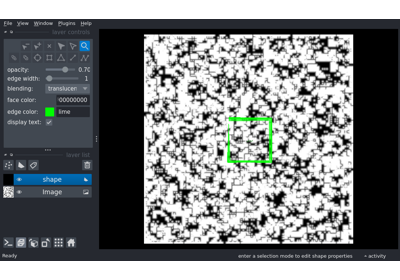 File View Window Plugins Help
layer controls
opacity: 0.70
edge width: 1
blending: translucen
face color: 00000000
edge color: lime
display text:
layer list
shape
Image
Ready enter a selection mode to edit shape properties activity